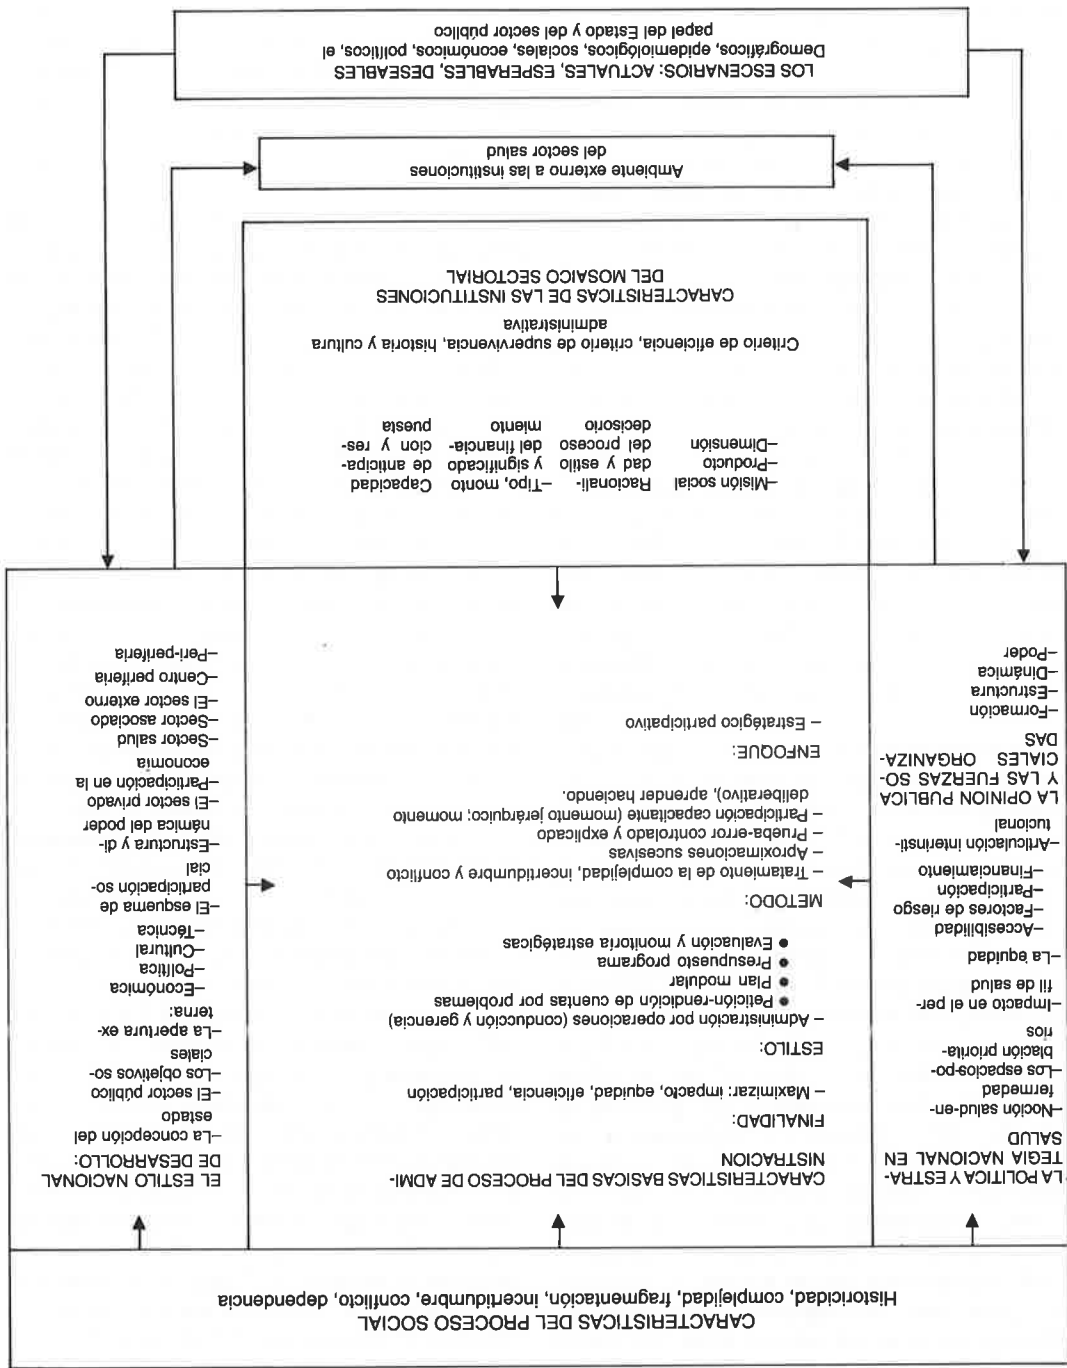 CARACTERISTICAS DEL PROCESO SOCIAL
Historicidad, complejidad, fragmentación, incertidumbre, conflicto, dependencia
EL ESTILO NACIONAL
DE DESARROLLO:
–La concepción del
estado
–El sector público
–Los objetivos so-
ciales
–La apertura ex-
terna:
–Económica
–Política
–Cultural
–Técnica
–El esquema de
participación so-
cial
–Estructura y di-
námica del poder
–El sector privado
–Participación en la
economía
–Sector salud
–Sector asociado
–El sector externo
–Centro periferia
–Peri-periferia
CARACTERISTICAS BASICAS DEL PROCESO DE ADMI-
NISTRACION
FINALIDAD:
– Maximizar: impacto, equidad, eficiencia, participación
ESTILO:
– Administración por operaciones (conducción y gerencia)
● Petición-rendición de cuentas por problemas
● Plan modular
● Presupuesto programa
● Evaluación y monitoría estratégicas
METODO:
– Tratamiento de la complejidad, incertidumbre y conflicto
– Aproximaciones sucesivas
– Prueba-error controlado y explicado
– Participación capacitante (momento jerárquico; momento
deliberativo), aprender haciendo.
ENFOQUE:
– Estratégico participativo
LA POLITICA Y ESTRA-
TEGIA NACIONAL EN
SALUD
–Noción salud-en-
fermedad
–Los espacios-po-
blación priorita-
rios
–Impacto en el per-
fil de salud
–La equidad
–Accesibilidad
–Factores de riesgo
–Participación
–Financiamiento
–Articulación interinsti-
tucional
LA OPINION PUBLICA
Y LAS FUERZAS SO-
CIALES ORGANIZA-
DAS
–Formación
–Estructura
–Dinámica
–Poder
–Misión social Racionali- –Tipo, monto Capacidad
–Producto dad y estilo y significado de anticipa-
–Dimensión del proceso del financia- cion y res-
decisorio miento puesta
Criterio de eficiencia, criterio de supervivencia, historia y cultura
administrativa
CARACTERISTICAS DE LAS INSTITUCIONES
DEL MOSAICO SECTORIAL
Ambiente externo a las instituciones
del sector salud
LOS ESCENARIOS: ACTUALES, ESPERABLES, DESEABLES
Demográficos, epidemiológicos, sociales, económicos, políticos, el
papel del Estado y del sector público